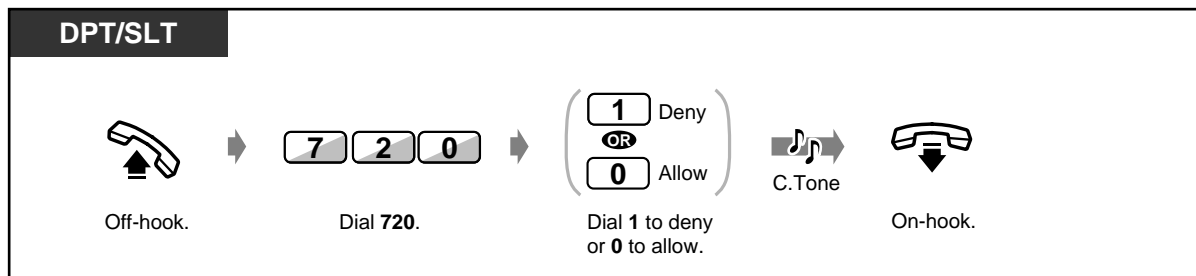 DPT/SLT
7 2 0
1 Deny
OR
0 Allow
C.Tone
Off-hook.
Dial 720.
Dial 1 to deny
or 0 to allow.
On-hook.